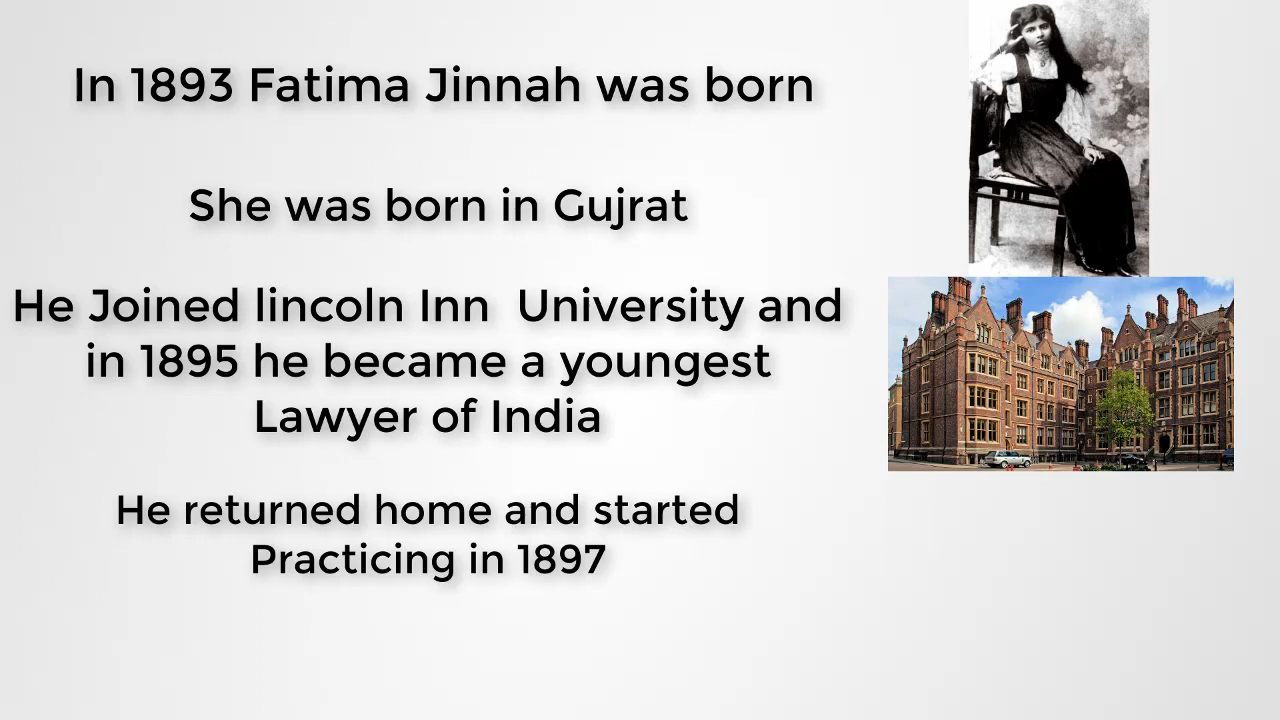 In 1893 Fatima Jinnah was born
She was born in Gujrat
He Joined lincoln Inn University and
in 1895 he became a youngest
Lawyer of India
He returned home and started
Practicing in 1897